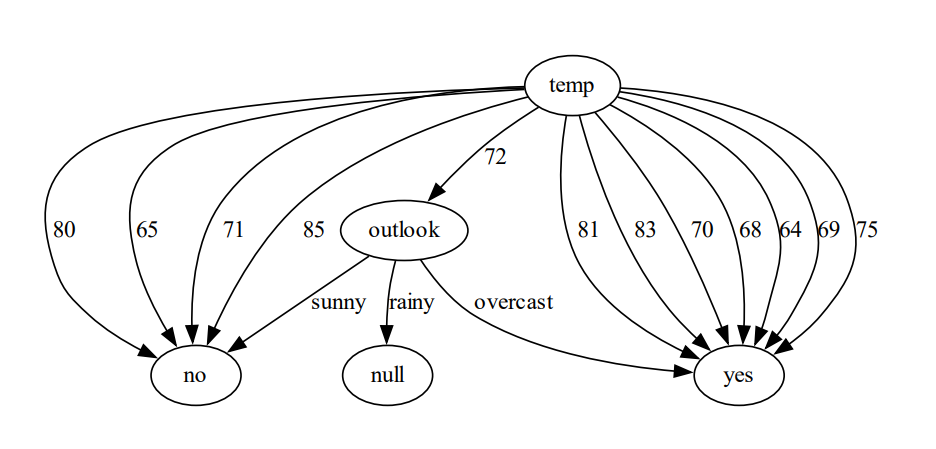 temp
72
80 65 71 85 outlook 81 83 70 68 64 69 75
sunny rainy overcast
no null yes